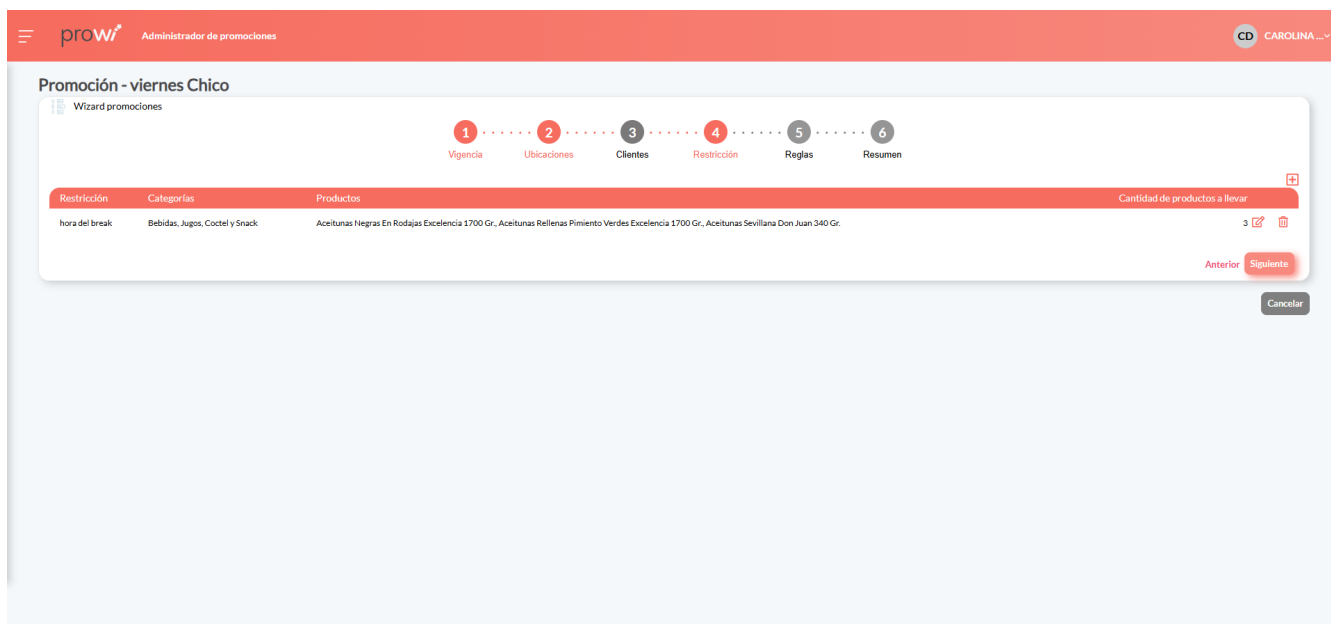 prowi Administrador de promociones CD CAROLINA ...
Promoción - viernes Chico
Wizard promociones
1 2 3 4 5 6
Vigencia Ubicaciones Clientes Restricción Reglas Resumen
Restricción Categorías Productos Cantidad de productos a llevar
hora del break Bebidas, Jugos, Coctel y Snack Aceitunas Negras En Rodajas Excelencia 1700 Gr., Aceitunas Rellenas Pimiento Verdes Excelencia 1700 Gr., Aceitunas Sevillana Don Juan 340 Gr. 3
Anterior Siguiente
Cancelar